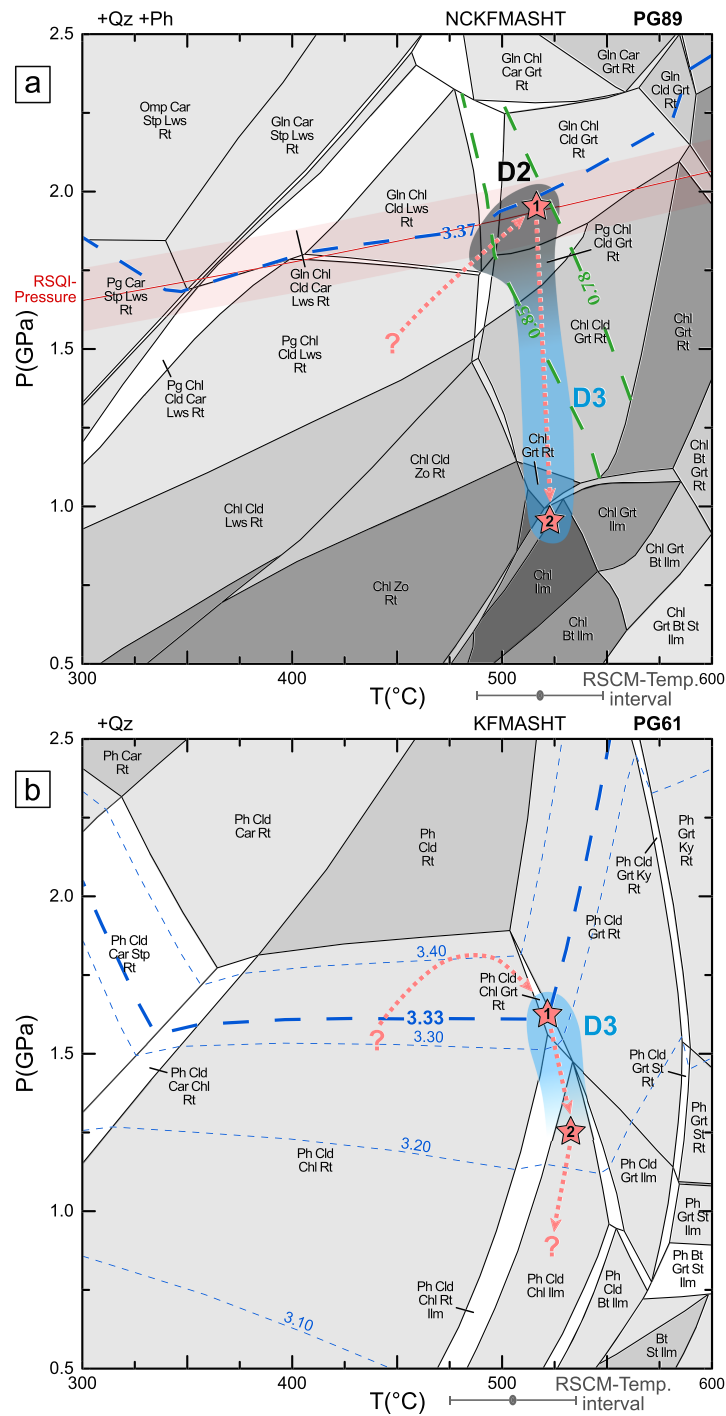 +Qz +Ph
NCKFMASHT
PG89
2.5
a
Omp Car
Stp Lws
Rt
Gln Car
Stp Lws
Rt
Gln Chl
Car Grt
Rt
Gln Car
Grt Rt
Gln
Cld Grt
Rt
Gln Chl
Cld Grt
Rt
2.0
D2
1
Gln Chl
Cld Lws
Rt
3.37
Pg Chl
Cld Grt
Rt
RSQI-
Pressure
Pg Car
Stp Lws
Rt
Gln Chl
Cld Car
Lws Rt
0.85
0.78
?
Pg Chl
Cld Lws
Rt
Chl Cld
Grt Rt
Chl
Grt
Rt
P(GPa)
1.5
Pg Chl
Cld Car
Lws Rt
D3
Chl
Grt Rt
Chl
Bt
Grt
Rt
Chl Cld
Zo Rt
Chl Cld
Lws Rt
1.0
2
Chl Grt
Ilm
Chl Grt
Bt Ilm
Chl Zo
Rt
Chl
Ilm
Chl
Bt Ilm
Chl
Grt Bt St
Ilm
0.5
300
400
500
600
T(°C)
RSCM-Temp.
interval
+Qz
KFMASHT
PG61
2.5
b
Ph Car
Rt
Ph Cld
Car Rt
Ph
Cld
Rt
Ph
Grt
Ky
Rt
Ph Cld
Grt Ky
Rt
2.0
Ph Cld
Car Stp
Rt
Ph Cld
Grt Rt
3.40
Ph Cld
Chl Grt
Rt
1
D3
3.33
?
3.30
P(GPa)
1.5
Ph Cld
Car Chl
Rt
Ph Cld
Grt St
Rt
Ph
Grt
St
Rt
2
3.20
Ph Cld
Chl Rt
Ph Cld
Grt Ilm
1.0
Ph
Grt St
Ilm
?
Ph Bt
Grt St
Ilm
Ph Cld
Chl Rt
Ilm
Ph Cld
Chl Ilm
Ph
Cld
Bt Ilm
3.10
Bt
St Ilm
0.5
300
400
500
600
T(°C)
RSCM-Temp.
interval